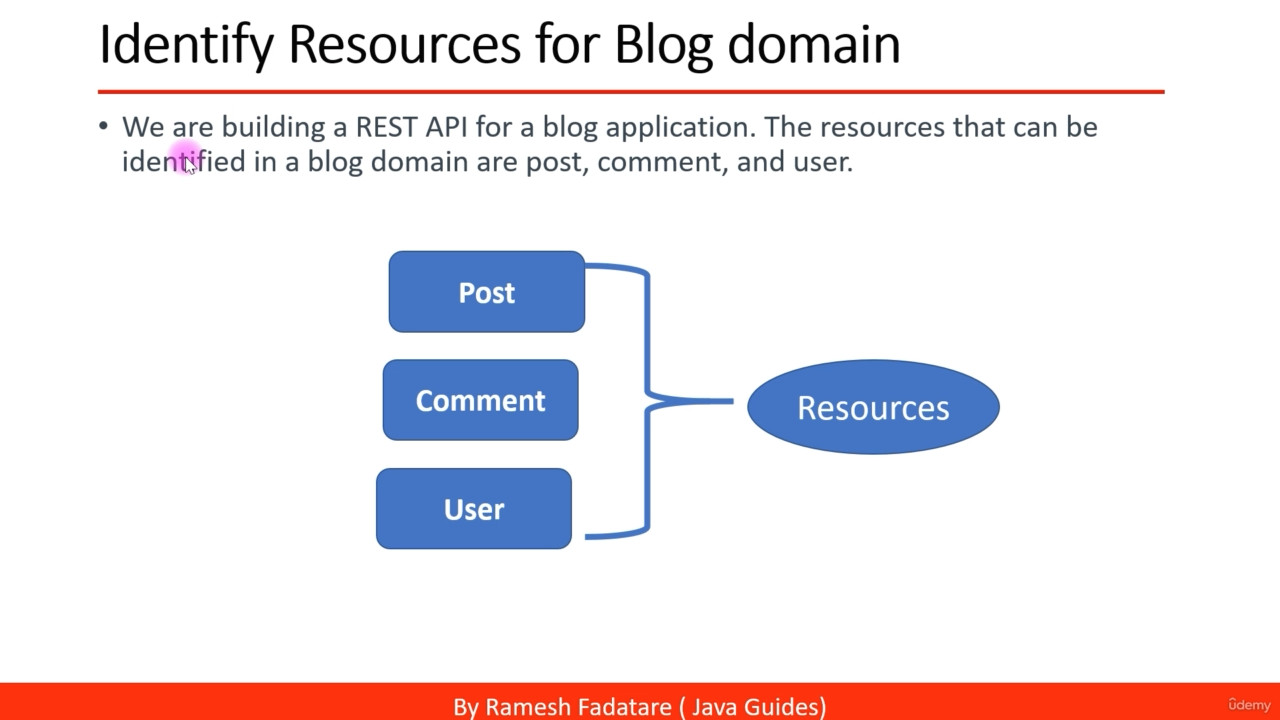 Identify Resources for Blog domain
• We are building a REST API for a blog application. The resources that can be
identified in a blog domain are post, comment, and user.
Post
Comment
Resources
User
By Ramesh Fadatare ( Java Guides)
ûdemy